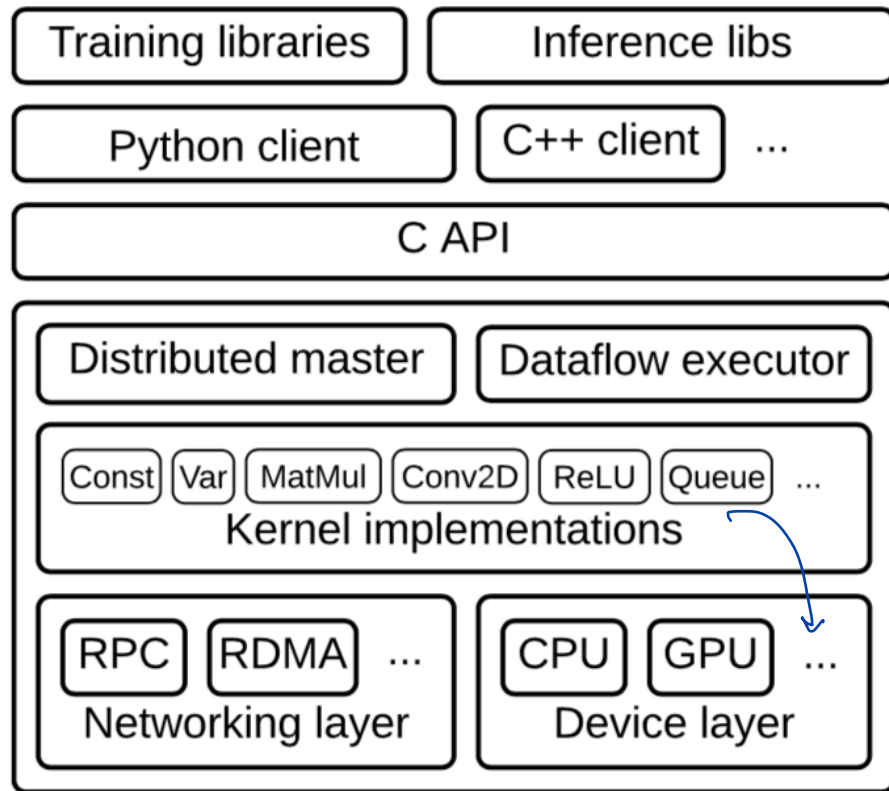 Training libraries Inference libs
Python client C++ client ...
C API
Distributed master Dataflow executor
Const Var MatMul Conv2D ReLU Queue ...
Kernel implementations
RPC RDMA ... CPU GPU ...
Networking layer Device layer